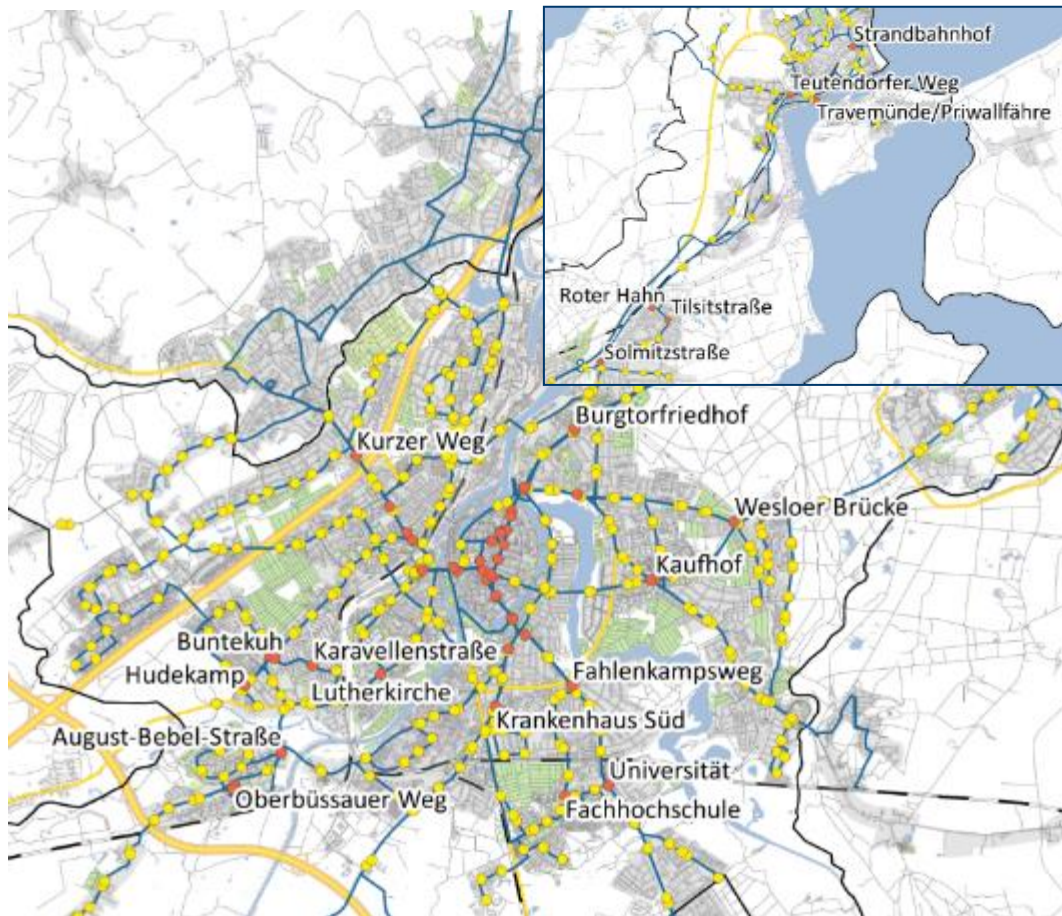 Strandbahnhof
Teutendorfer Weg
Travemünde/Priwallfähre
Roter Hahn
Tilsitstraße
Solmitzstraße
Burgtorfriedhof
Kurzer Weg
Wesloer Brücke
Kaufhof
Buntekuh
Karavellenstraße
Hudekamp
Lutherkirche
Fahlenkampsweg
Krankenhaus Süd
August-Bebel-Straße
Universität
Oberbüssauer Weg
Fachhochschule